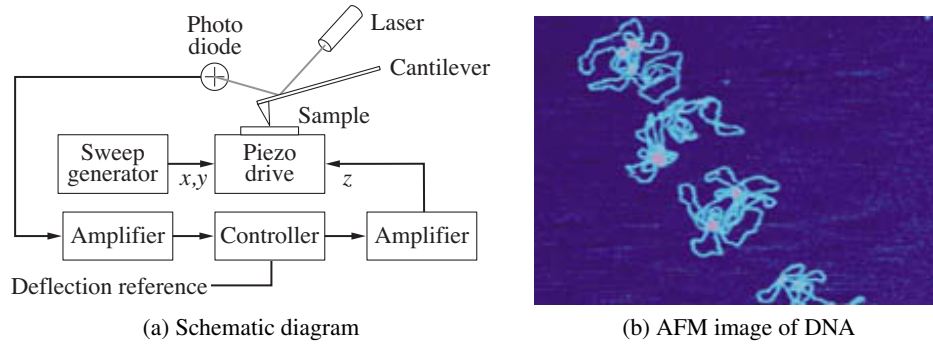 Photo
diode
Laser
Cantilever
Sample
Sweep
generator
x,y
Piezo
drive
z
Amplifier
Controller
Amplifier
Deflection reference
(a) Schematic diagram
(b) AFM image of DNA